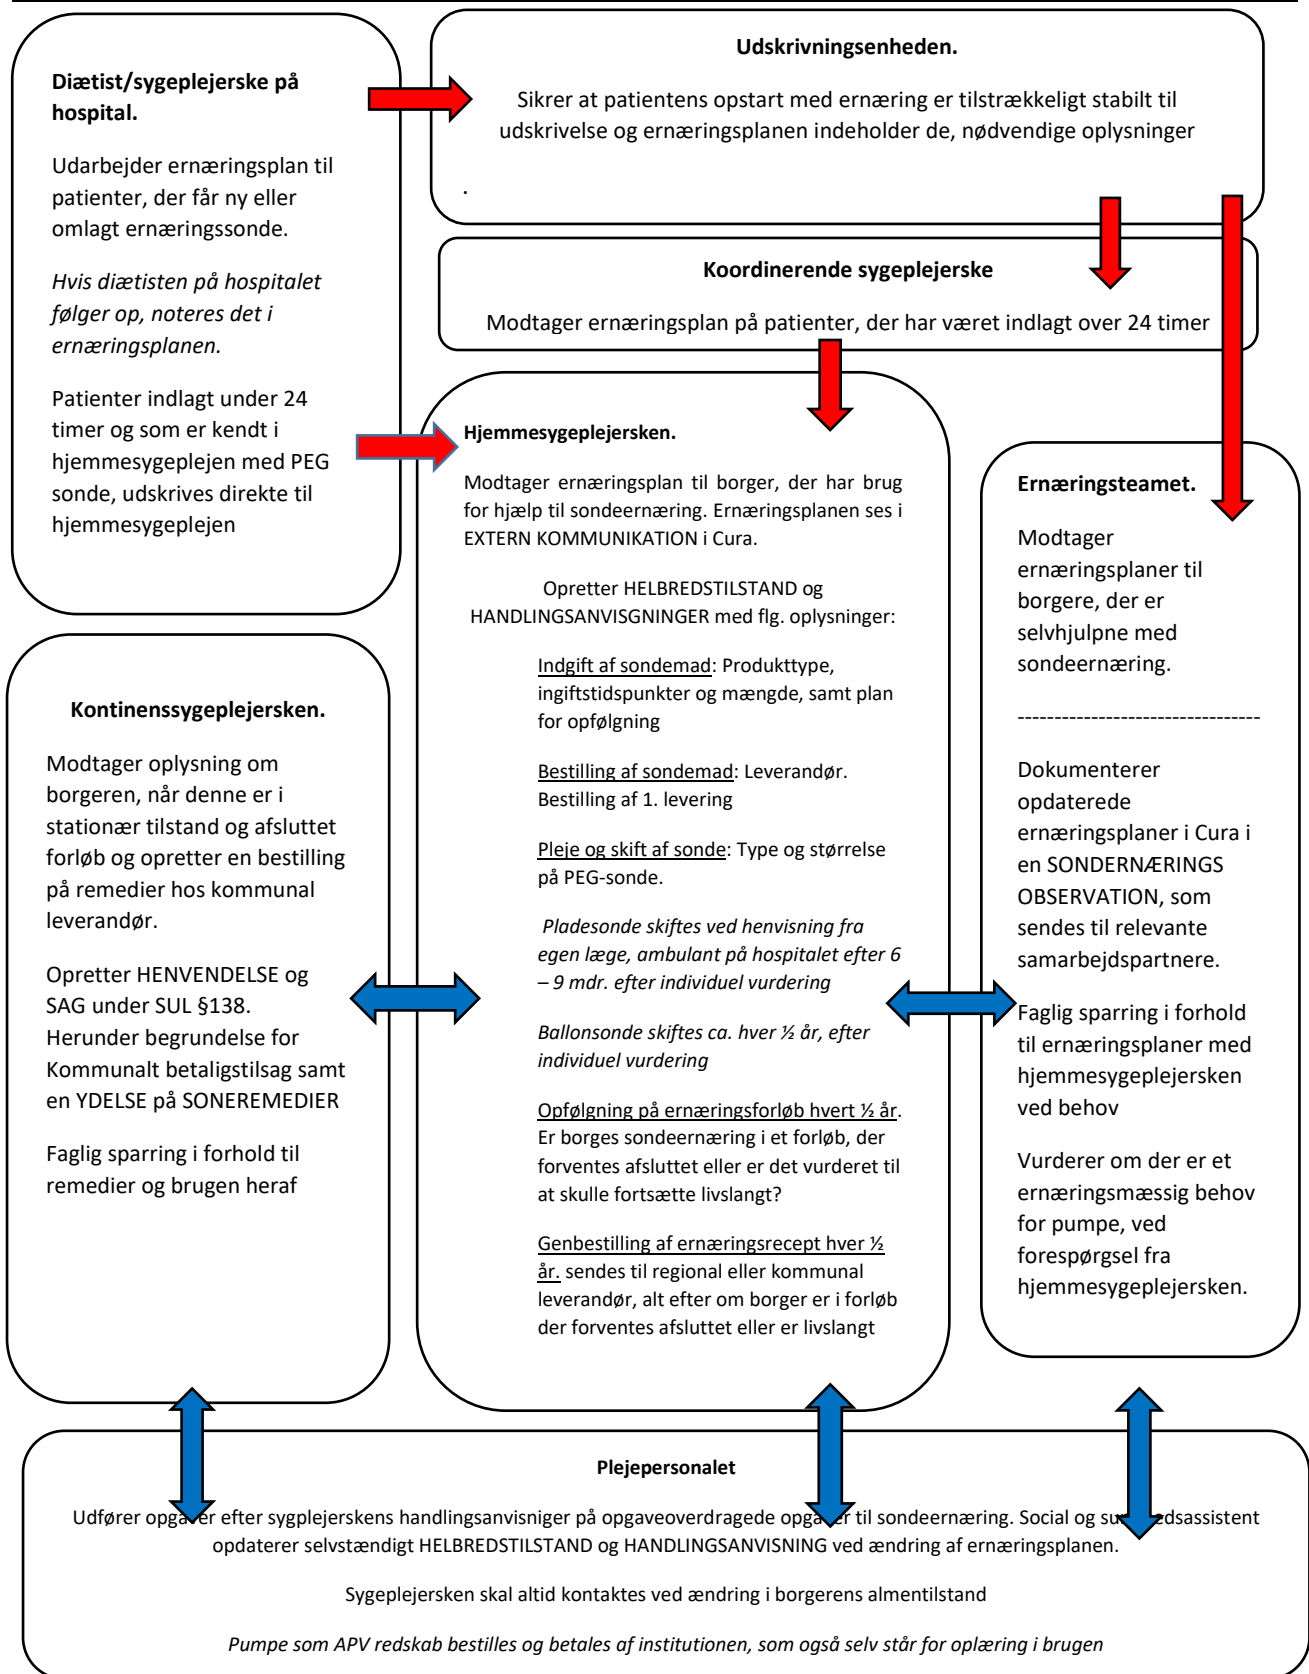 Diætist/sygeplejerske på
hospital.
Udarbejder ernæringsplan til
patienter, der får ny eller
omlagt ernæringssonde.
Hvis diætisten på hospitalet
følger op, noteres det i
ernæringsplanen.
Patienter indlagt under 24
timer og som er kendt i
hjemmesygeplejen med PEG
sonde, udskrives direkte til
hjemmesygeplejen
Udskrivningsenheden.
Sikrer at patientens opstart med ernæring er tilstrækkeligt stabilt til
udskrivelse og ernæringsplanen indeholder de, nødvendige oplysninger
.
Koordinerende sygeplejerske
Modtager ernæringsplan på patienter, der har været indlagt over 24 timer
Hjemmesygeplejersken.
Modtager ernæringsplan til borger, der har brug
for hjælp til sondeernæring. Ernæringsplanen ses i
EXTERN KOMMUNIKATION i Cura.
Opretter HELBREDSTILSTAND og
HANDLINGSANVISGNINGER med flg. oplysninger:
Indgift af sondemad: Produkttype,
ingiftstidspunkter og mængde, samt plan
for opfølgning
Bestilling af sondemad: Leverandør.
Bestilling af 1. levering
Pleje og skift af sonde: Type og størrelse
på PEG-sonde.
Pladesonde skiftes ved henvisning fra
egen læge, ambulant på hospitalet efter 6
– 9 mdr. efter individuel vurdering
Ballonsonde skiftes ca. hver ½ år, efter
individuel vurdering
Opfølgning på ernæringsforløb hvert ½ år.
Er borges sondeernæring i et forløb, der
forventes afsluttet eller er det vurderet til
at skulle fortsætte livslangt?
Genbestilling af ernæringsrecept hver ½
år. sendes til regional eller kommunal
leverandør, alt efter om borger er i forløb
der forventes afsluttet eller er livslangt
Ernæringsteamet.
Modtager
ernæringsplaner til
borgere, der er
selvhjulpne med
sondeernæring.
---------------------------------
Dokumenterer
opdaterede
ernæringsplaner i Cura i
en SONDERNÆRINGS
OBSERVATION, som
sendes til relevante
samarbejdspartnere.
Faglig sparring i forhold
til ernæringsplaner med
hjemmesygeplejersken
ved behov
Vurderer om der er et
ernæringsmæssig behov
for pumpe, ved
forespørgsel fra
hjemmesygeplejersken.
Kontinenssygeplejersken.
Modtager oplysning om
borgeren, når denne er i
stationær tilstand og afsluttet
forløb og opretter en bestilling
på remedier hos kommunal
leverandør.
Opretter HENVENDELSE og
SAG under SUL §138.
Herunder begrundelse for
Kommunalt betaligstilsag samt
en YDELSE på SONEREMEDIER
Faglig sparring i forhold til
remedier og brugen heraf
Plejepersonalet
Udfører efter sygplejerskens handlingsanvisniger på opgaveoverdragede til sondeernæring. Social og
opdaterer selvstændigt HELBREDSTILSTAND og HANDLINGSANVISNING ved ændring af ernæringsplanen.
Sygeplejersken skal altid kontaktes ved ændring i borgerens almentilstand
Pumpe som APV redskab bestilles og betales af institutionen, som også selv står for oplæring i brugen